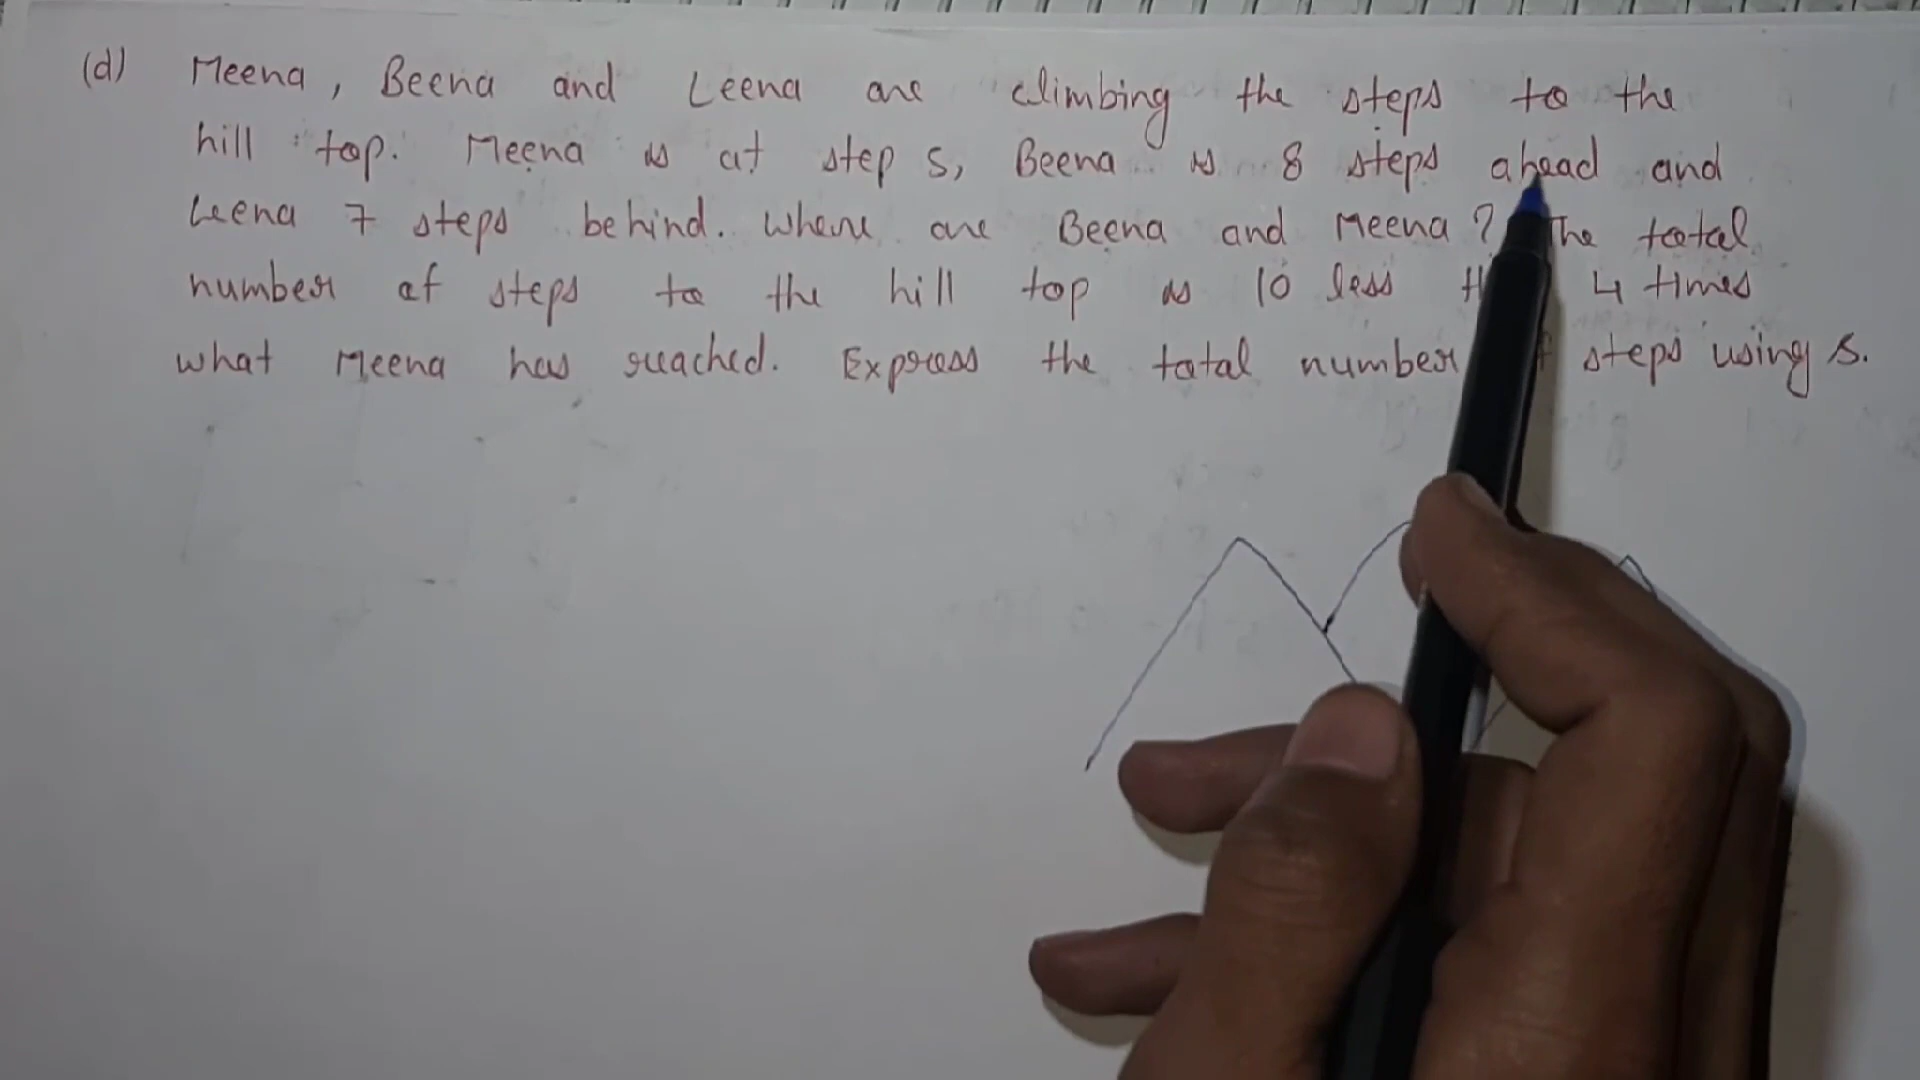 (d) Meena, Beena and Leena are climbing the steps to the
hill top. Meena is at step s, Beena is 8 steps ahead and
Leena 7 steps behind. Where are Beena and Meena? The total
number of steps to the hill top is 10 less 4 times
what Meena has reached. Express the total number steps using s.